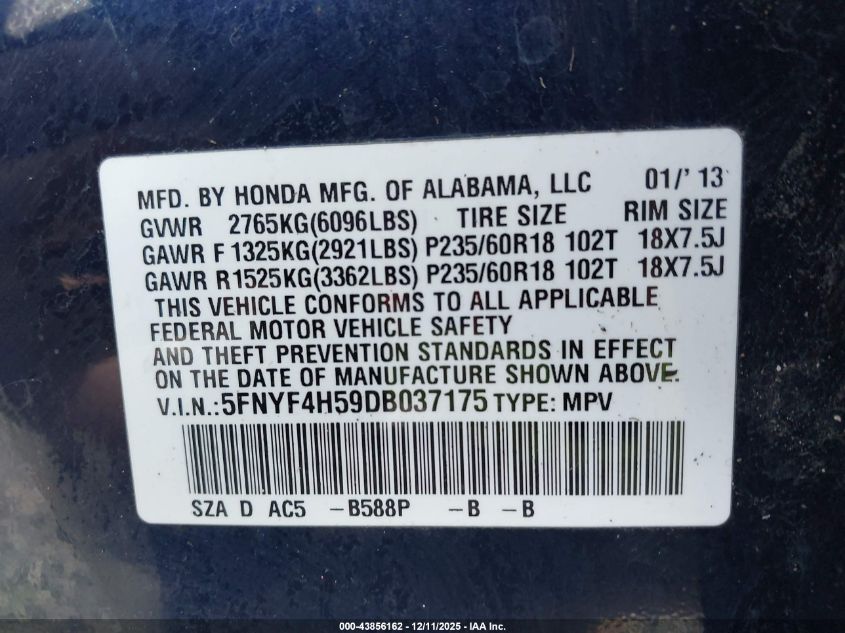 MFD. BY HONDA MFG. OF ALABAMA, LLC 01/' 13
GVWR 2765KG(6096LBS) TIRE SIZE RIM SIZE
GAWR F 1325KG(2921LBS) P235/60R18 102T 18X7.5J
GAWR R1525KG(3362LBS) P235/60R18 102T 18X7.5J
THIS VEHICLE CONFORMS TO ALL APPLICABLE
FEDERAL MOTOR VEHICLE SAFETY
AND THEFT PREVENTION STANDARDS IN EFFECT
ON THE DATE OF MANUFACTURE SHOWN ABOVE.
V.I.N.:5FNYF4H59DB037175 TYPE: MPV
SZA D AC5 -B588P -B -B
000-43856162 - 12/11/2025 - IAA Inc.